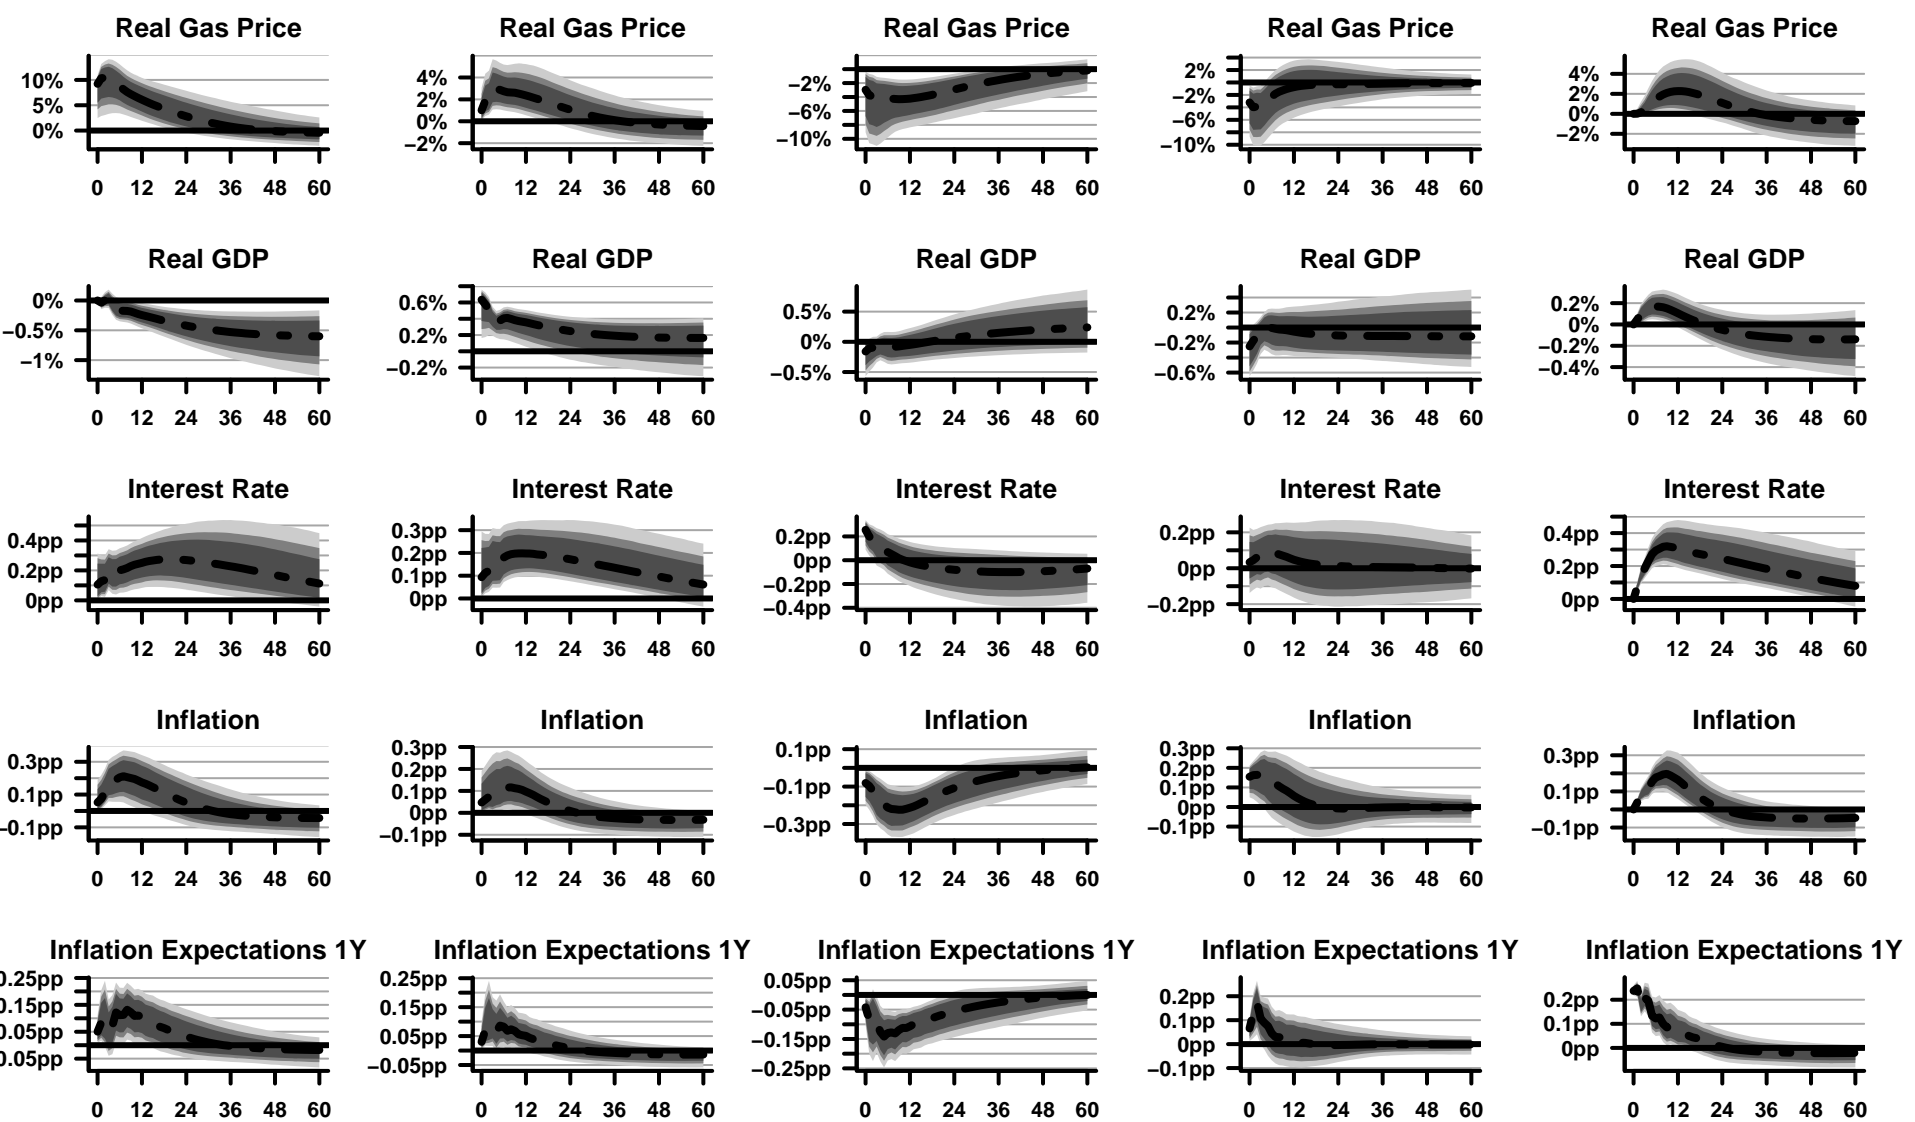 Real Gas Price Real Gas Price Real Gas Price Real Gas Price Real Gas Price
10% 4% −2% 2% 4%
5% 2% −6% −2% 2%
0% 0% −10% −6% 0%
−2% −10% −2%
0 12 24 36 48 60 0 12 24 36 48 60 0 12 24 36 48 60 0 12 24 36 48 60 0 12 24 36 48 60
Real GDP Real GDP Real GDP Real GDP Real GDP
0% 0.6% 0.5% 0.2% 0.2%
−0.5% 0.2% 0% −0.2% 0%
−1% −0.2% −0.5% −0.6% −0.2%
−0.4%
0 12 24 36 48 60 0 12 24 36 48 60 0 12 24 36 48 60 0 12 24 36 48 60 0 12 24 36 48 60
Interest Rate Interest Rate Interest Rate Interest Rate Interest Rate
0.4pp 0.3pp 0.2pp 0.2pp 0.4pp
0.2pp 0.2pp 0pp 0pp 0.2pp
0pp 0.1pp −0.2pp −0.2pp 0pp
0pp −0.4pp
0 12 24 36 48 60 0 12 24 36 48 60 0 12 24 36 48 60 0 12 24 36 48 60 0 12 24 36 48 60
Inflation Inflation Inflation Inflation Inflation
0.3pp 0.3pp 0.1pp 0.3pp 0.3pp
0.1pp 0.2pp −0.1pp 0.2pp 0.1pp
−0.1pp 0.1pp −0.3pp 0.1pp −0.1pp
0pp 0pp
−0.1pp −0.1pp
0 12 24 36 48 60 0 12 24 36 48 60 0 12 24 36 48 60 0 12 24 36 48 60 0 12 24 36 48 60
Inflation Expectations 1Y Inflation Expectations 1Y Inflation Expectations 1Y Inflation Expectations 1Y Inflation Expectations 1Y
0.25pp 0.25pp 0.05pp 0.2pp 0.2pp
0.15pp 0.15pp −0.05pp 0.1pp 0.1pp
0.05pp 0.05pp −0.15pp 0pp 0pp
0.05pp −0.05pp −0.25pp −0.1pp
0 12 24 36 48 60 0 12 24 36 48 60 0 12 24 36 48 60 0 12 24 36 48 60 0 12 24 36 48 60